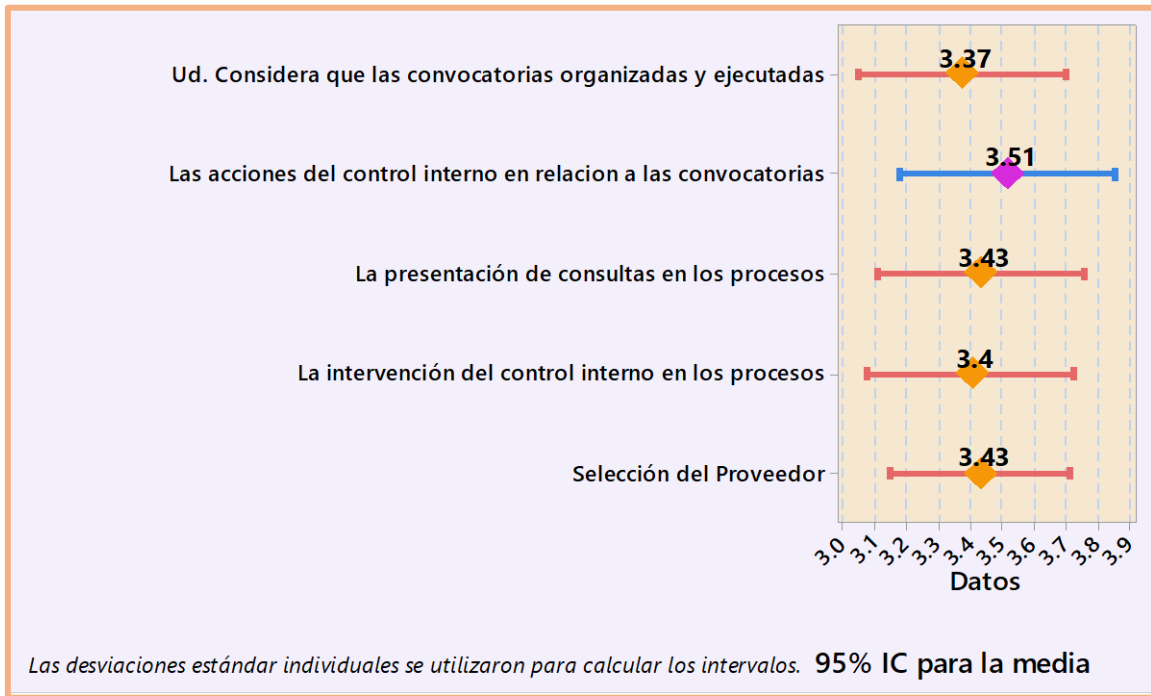 Ud. Considera que las convocatorias organizadas y ejecutadas
3.37
Las acciones del control interno en relacion a las convocatorias
3.51
La presentación de consultas en los procesos
3.43
La intervención del control interno en los procesos
3.4
Selección del Proveedor
3.43
3.0 3.1 3.2 3.3 3.4 3.5 3.6 3.7 3.8 3.9
Datos
Las desviaciones estándar individuales se utilizaron para calcular los intervalos. 95% IC para la media